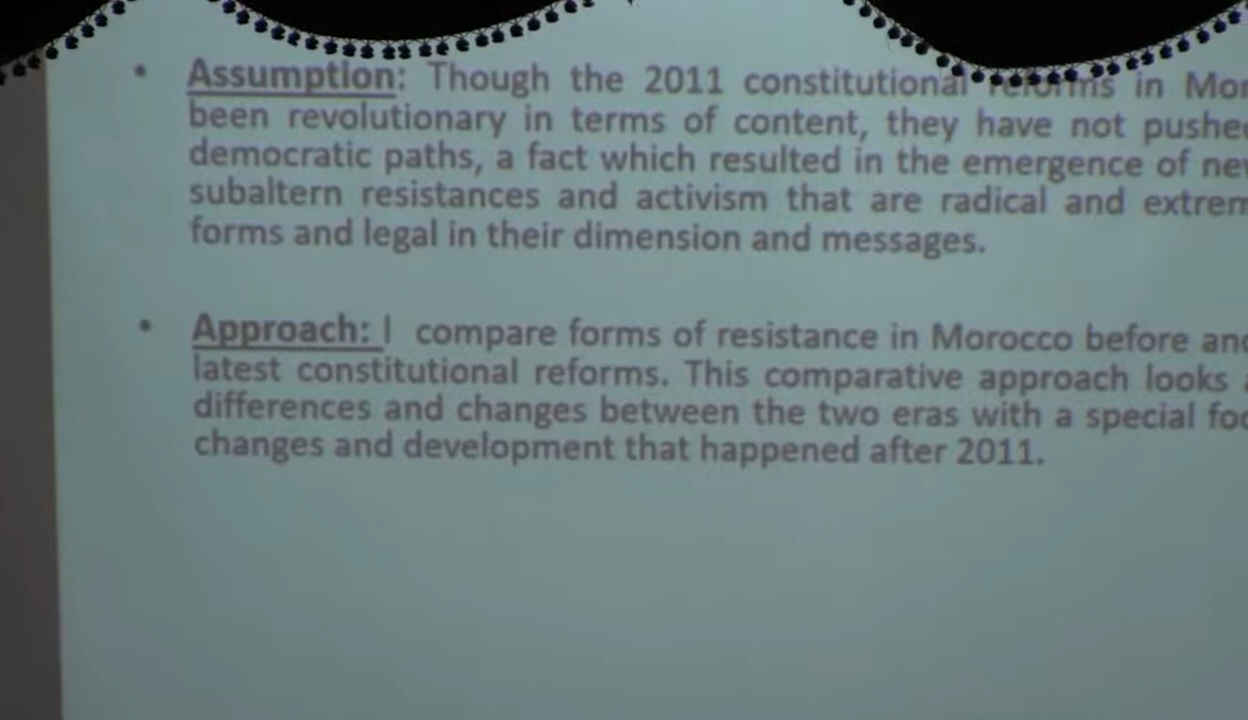 • Assumption: Though the 2011 constitutional reforms in Mor
been revolutionary in terms of content, they have not pushe
democratic paths, a fact which resulted in the emergence of ne
subaltern resistances and activism that are radical and extrem
forms and legal in their dimension and messages.
• Approach: I compare forms of resistance in Morocco before and
latest constitutional reforms. This comparative approach looks
differences and changes between the two eras with a special foc
changes and development that happened after 2011.